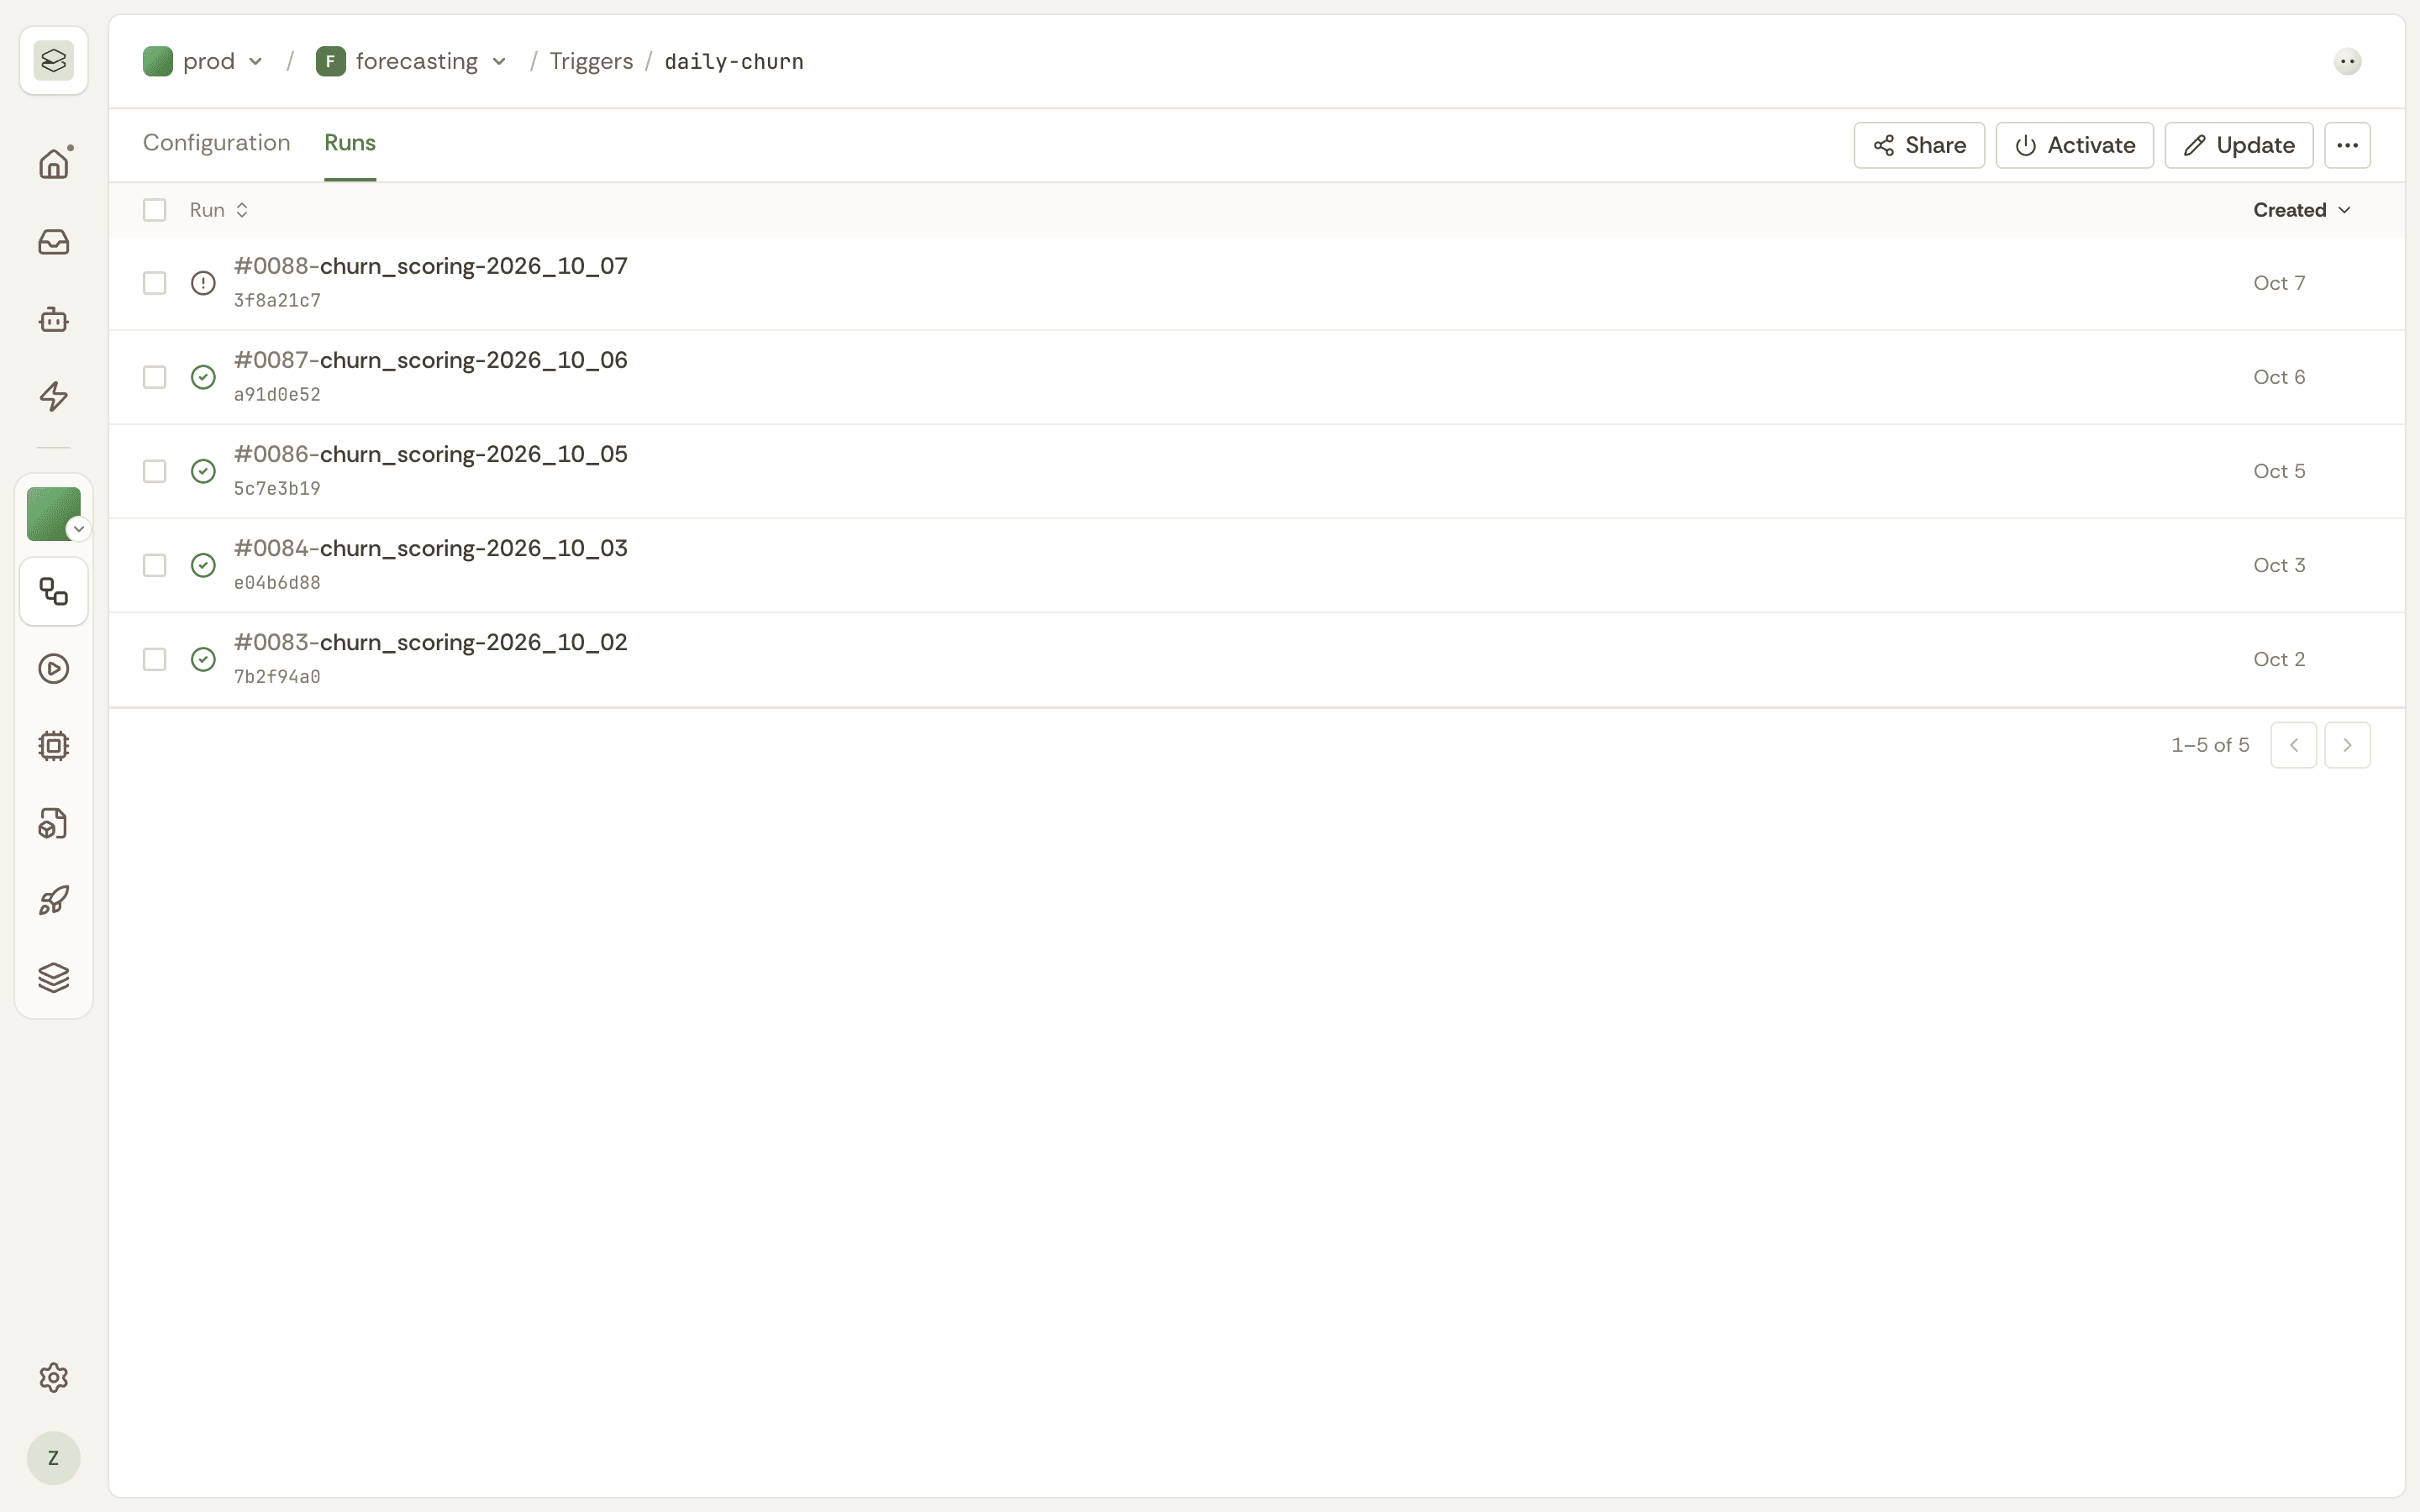 prod / F forecasting / Triggers / daily-churn
Configuration Runs Share Activate Update
Run Created
#0088-churn_scoring-2026_10_07
3f8a21c7
Oct 7
#0087-churn_scoring-2026_10_06
a91d0e52
Oct 6
#0086-churn_scoring-2026_10_05
5c7e3b19
Oct 5
#0084-churn_scoring-2026_10_03
e04b6d88
Oct 3
#0083-churn_scoring-2026_10_02
7b2f94a0
Oct 2
1–5 of 5
Z